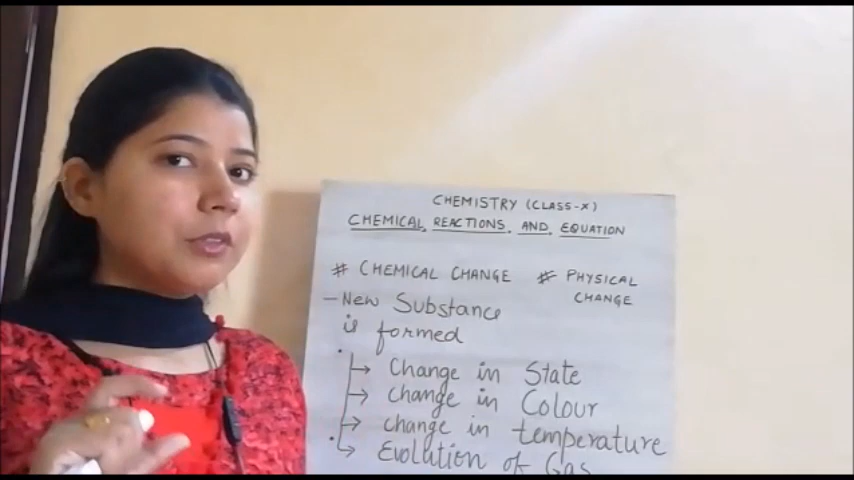 CHEMISTRY (CLASS-X)
CHEMICAL, REACTIONS, AND, EQUATION
# CHEMICAL CHANGE # PHYSICAL CHANGE
- New Substance
is formed
→ Change in State
→ change in Colour
→ change in temperature
→ Evolution of Gas